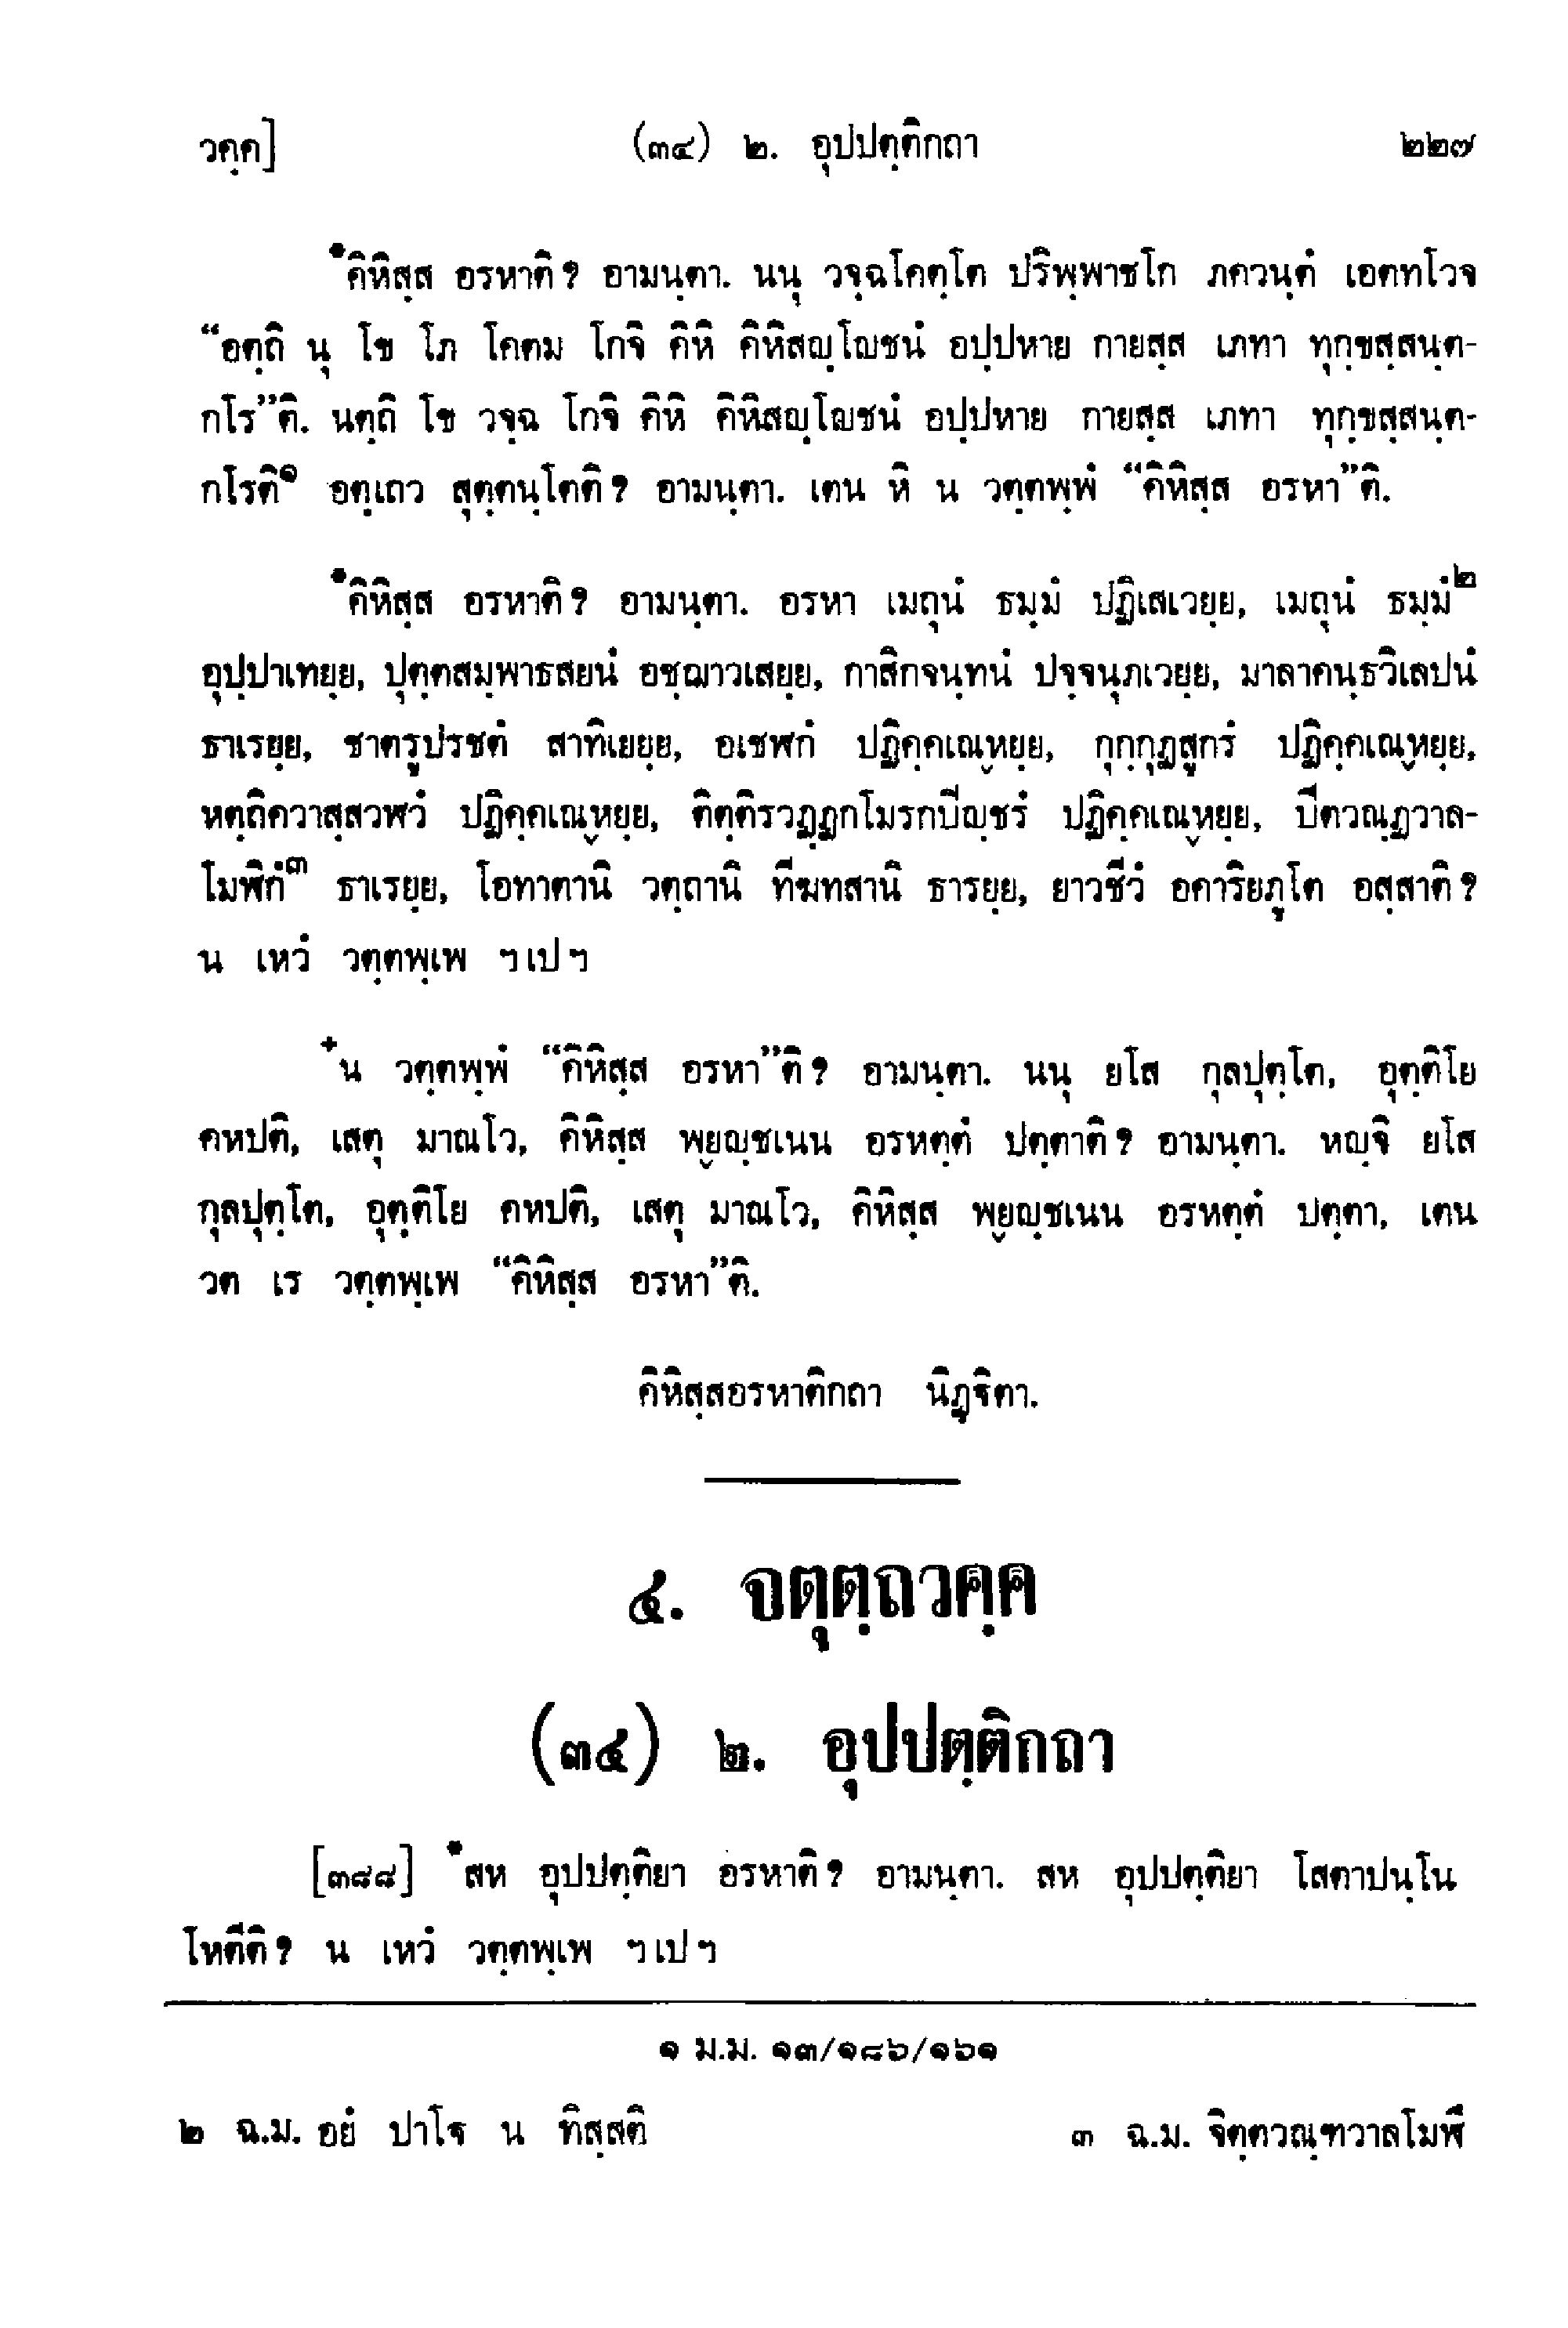 วคฺค] (๓๔) ๒. อุปปตฺติกถา ๒๒๗
*คิหิสฺส อรหาติ? อามนฺตา. นนุ วจฺฉโคตฺโต ปริพฺพาชโก ภควนฺตํ เอตทโวจ
“อตฺถิ นุ โข โภ โคตม โกจิ คิหิ คิหิสญฺโญชนํ อปฺปหาย กายสฺส เภทา ทุกฺขสฺสนฺต-
กโร”ติ. นตฺถิ โข วจฺฉ โกจิ คิหิ คิหิสญฺโญชนํ อปฺปหาย กายสฺส เภทา ทุกฺขสฺสนฺต-
กโรติ๑ อตฺเถว สุตฺตนฺโตติ? อามนฺตา. เตน หิ น วตฺตพฺพํ “คิหิสฺส อรหา”ติ.
*คิหิสฺส อรหาติ? อามนฺตา. อรหา เมถุนํ ธมฺมํ ปฏิเสเวยฺย, เมถุนํ ธมฺมํ๒
อุปฺปาเทยฺย, ปุตฺตสมฺพาธสยนํ อชฺฌาวเสยฺย, กาสิกจนฺทนํ ปจฺจนุภเวยฺย, มาลาคนฺธวิเลปนํ
ธาเรยฺย, ชาตรูปรชตํ สาทิเยยฺย, อเชฬกํ ปฏิคฺคเณฺหยฺย, กุกฺกุฏสูกรํ ปฏิคฺคเณฺหยฺย,
หตฺถิควาสฺสวฬวํ ปฏิคฺคเณฺหยฺย, ติตฺติรวฏฺฏกโมรกปิญฺชรํ ปฏิคฺคเณฺหยฺย, ปีตวณฺฏวาล-
โมฬิกํ๓ ธาเรยฺย, โอทาตานิ วตฺถานิ ทีฆทสานิ ธารยฺย, ยาวชีวํ อคาริยภูโต อสฺสาติ?
น เหวํ วตฺตพฺเพ ฯเปฯ
+น วตฺตพฺพํ “คิหิสฺส อรหา”ติ? อามนฺตา. นนุ ยโส กุลปุตฺโต, อุตฺติโย
คหปติ, เสตุ มาณโว, คิหิสฺส พฺยญฺชเนน อรหตฺตํ ปตฺตาติ? อามนฺตา. หญฺจิ ยโส
กุลปุตฺโต, อุตฺติโย คหปติ, เสตุ มาณโว, คิหิสฺส พฺยญฺชเนน อรหตฺตํ ปตฺตา, เตน
วต เร วตฺตพฺเพ “คิหิสฺส อรหา”ติ.
คิหิสฺสอรหาติกถา นิฏฺฐิตา.
๔. จตุตฺถวคฺค
(๓๔) ๒. อุปปตฺติกถา
[๓๘๘] *สห อุปปตฺติยา อรหาติ? อามนฺตา. สห อุปปตฺติยา โสตาปนฺโน
โหตีติ? น เหวํ วตฺตพฺเพ ฯเปฯ
๑ ม.ม. ๑๓/๑๘๖/๑๖๑
๒ ฉ.ม. อยํ ปาโฐ น ทิสฺสติ ๓ ฉ.ม. จิตฺตวณฺฑวาลโมฬี